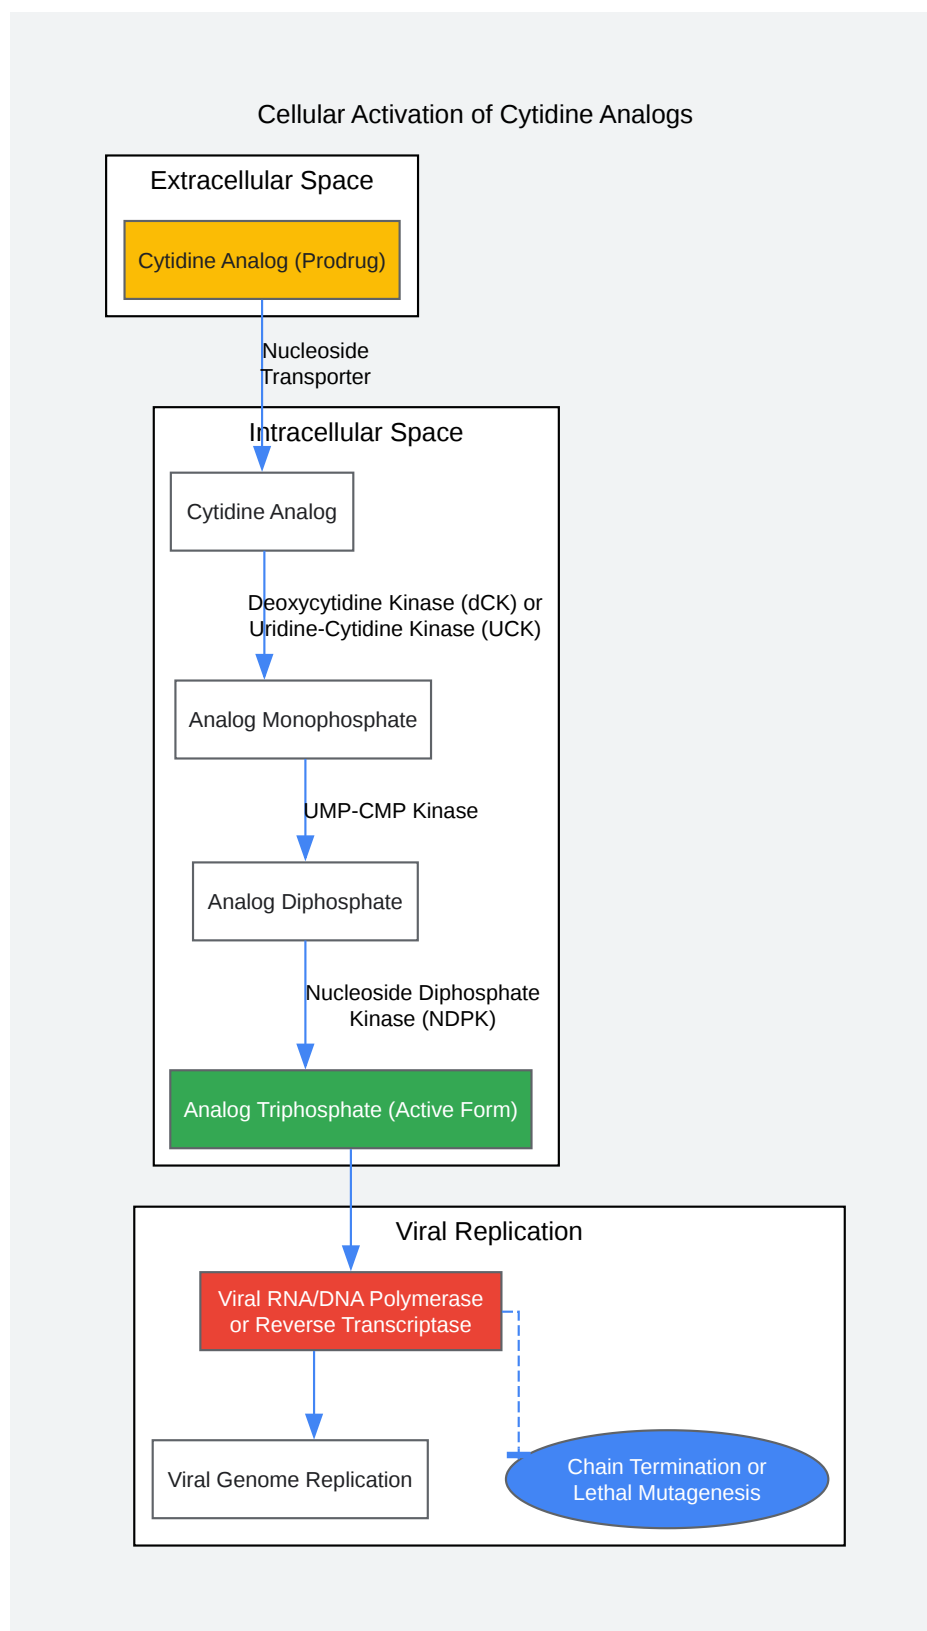 Cellular Activation of Cytidine Analogs
Extracellular Space
Cytidine Analog (Prodrug)
Nucleoside
Transporter
Intracellular Space
Cytidine Analog
Deoxycytidine Kinase (dCK) or
Uridine-Cytidine Kinase (UCK)
Analog Monophosphate
UMP-CMP Kinase
Analog Diphosphate
Nucleoside Diphosphate
Kinase (NDPK)
Analog Triphosphate (Active Form)
Viral Replication
Viral RNA/DNA Polymerase
or Reverse Transcriptase
Viral Genome Replication
Chain Termination or
Lethal Mutagenesis